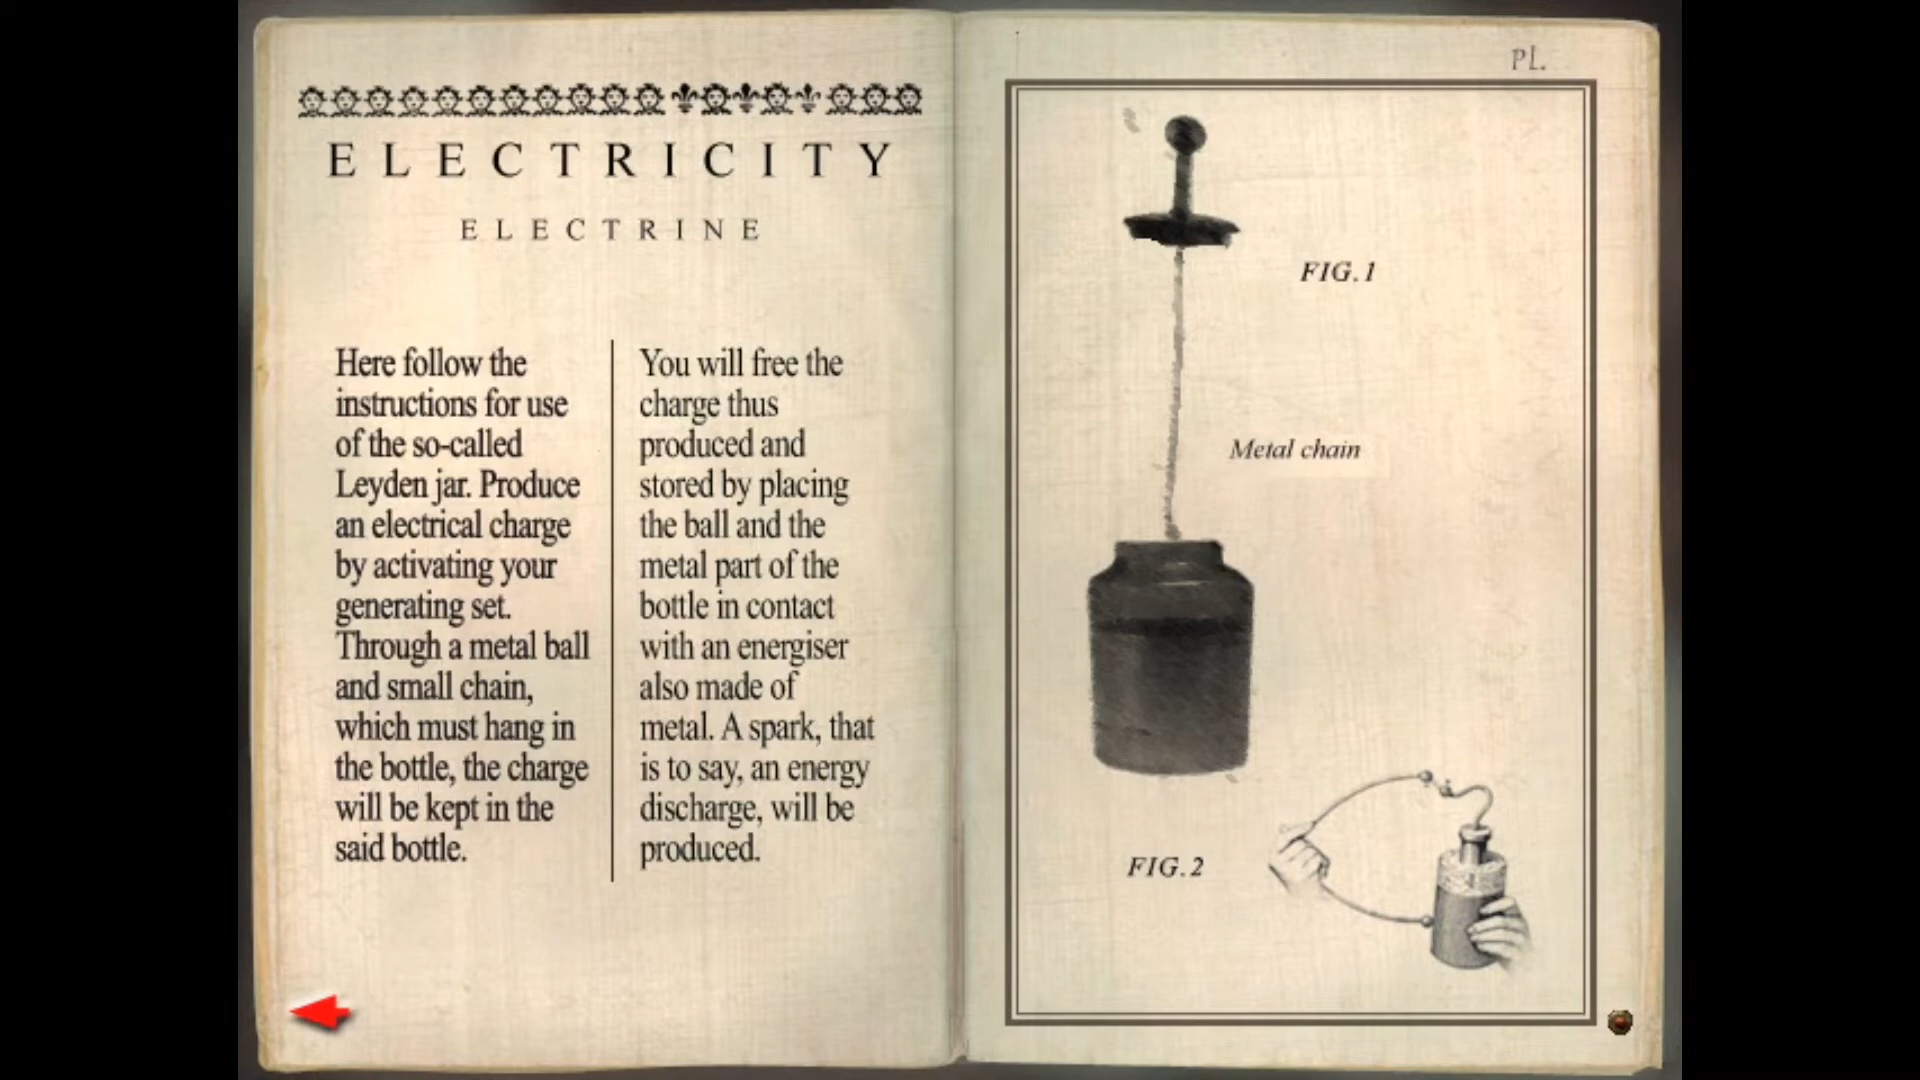 ELECTRICITY
ELECTRINE
Here follow the
instructions for use
of the so-called
Leyden jar. Produce
an electrical charge
by activating your
generating set.
Through a metal ball
and small chain,
which must hang in
the bottle, the charge
will be kept in the
said bottle.
You will free the
charge thus
produced and
stored by placing
the ball and the
metal part of the
bottle in contact
with an energiser
also made of
metal. A spark, that
is to say, an energy
discharge, will be
produced.
PL.
FIG.1
Metal chain
FIG.2